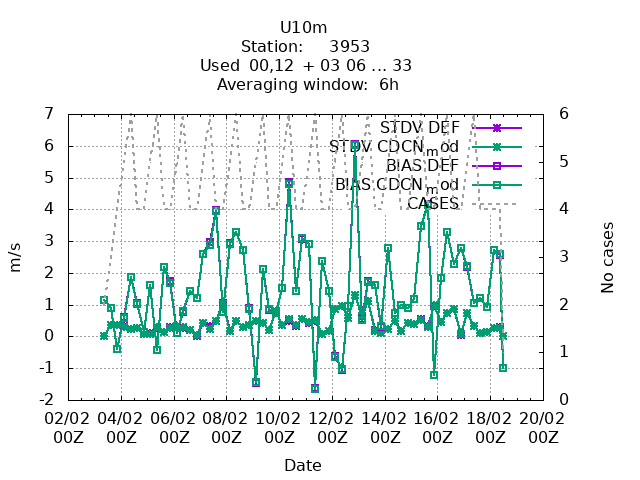 U10m
Station: 3953
Used 00,12 + 03 06 ... 33
Averaging window: 6h
7
6
5
4
3
2
1
0
-1
-2
m/s
6
5
4
3
2
1
0
No cases
STDV DEF
STDV CDCN_mod
BIAS DEF
BIAS CDCN_mod
CASES
02/02 04/02 06/02 08/02 10/02 12/02 14/02 16/02 18/02 20/02
00Z 00Z 00Z 00Z 00Z 00Z 00Z 00Z 00Z 00Z
Date